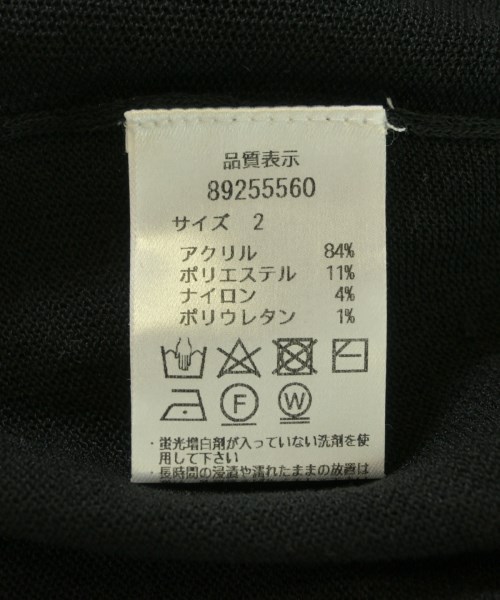 品質表示
89255560
サイズ 2
アクリル 84%
ポリエステル 11%
ナイロン 4%
ポリウレタン 1%
F W
・蛍光増白剤が入っていない洗剤を使
用して下さい
・長時間の浸漬や濡れたままの放置は